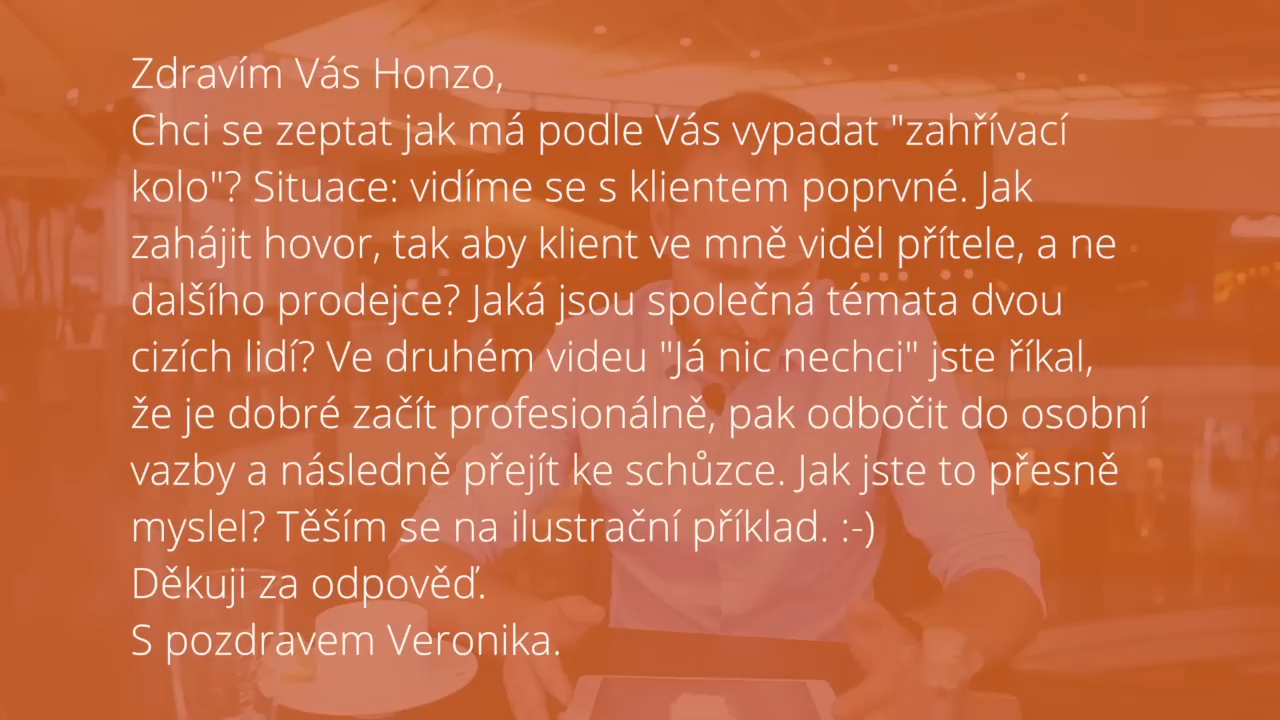 Zdravím Vás Honzo,
Chci se zeptat jak má podle Vás vypadat "zahřívací
kolo"? Situace: vidíme se s klientem poprvné. Jak
zahájit hovor, tak aby klient ve mně viděl přítele, a ne
dalšího prodejce? Jaká jsou společná témata dvou
cizích lidí? Ve druhém videu "Já nic nechci" jste říkal,
že je dobré začít profesionálně, pak odbočit do osobní
vazby a následně přejít ke schůzce. Jak jste to přesně
myslel? Těším se na ilustrační příklad. :-)
Děkuji za odpověď.
S pozdravem Veronika.